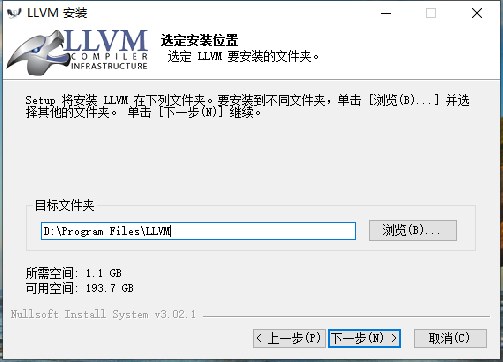 LLVM 安装
LLVM
COMPILER
INFRASTRUCTURE
选定安装位置
选定 LLVM 要安装的文件夹。
Setup 将安装 LLVM 在下列文件夹。要安装到不同文件夹，单击 [浏览(B)...] 并选
择其他的文件夹。 单击 [下一步(N)] 继续。
目标文件夹
D:\Program Files\LLVM
浏览(B)...
所需空间: 1.1 GB
可用空间: 193.7 GB
Nullsoft Install System v3.02.1
< 上一步(P) 下一步(N) > 取消(C)